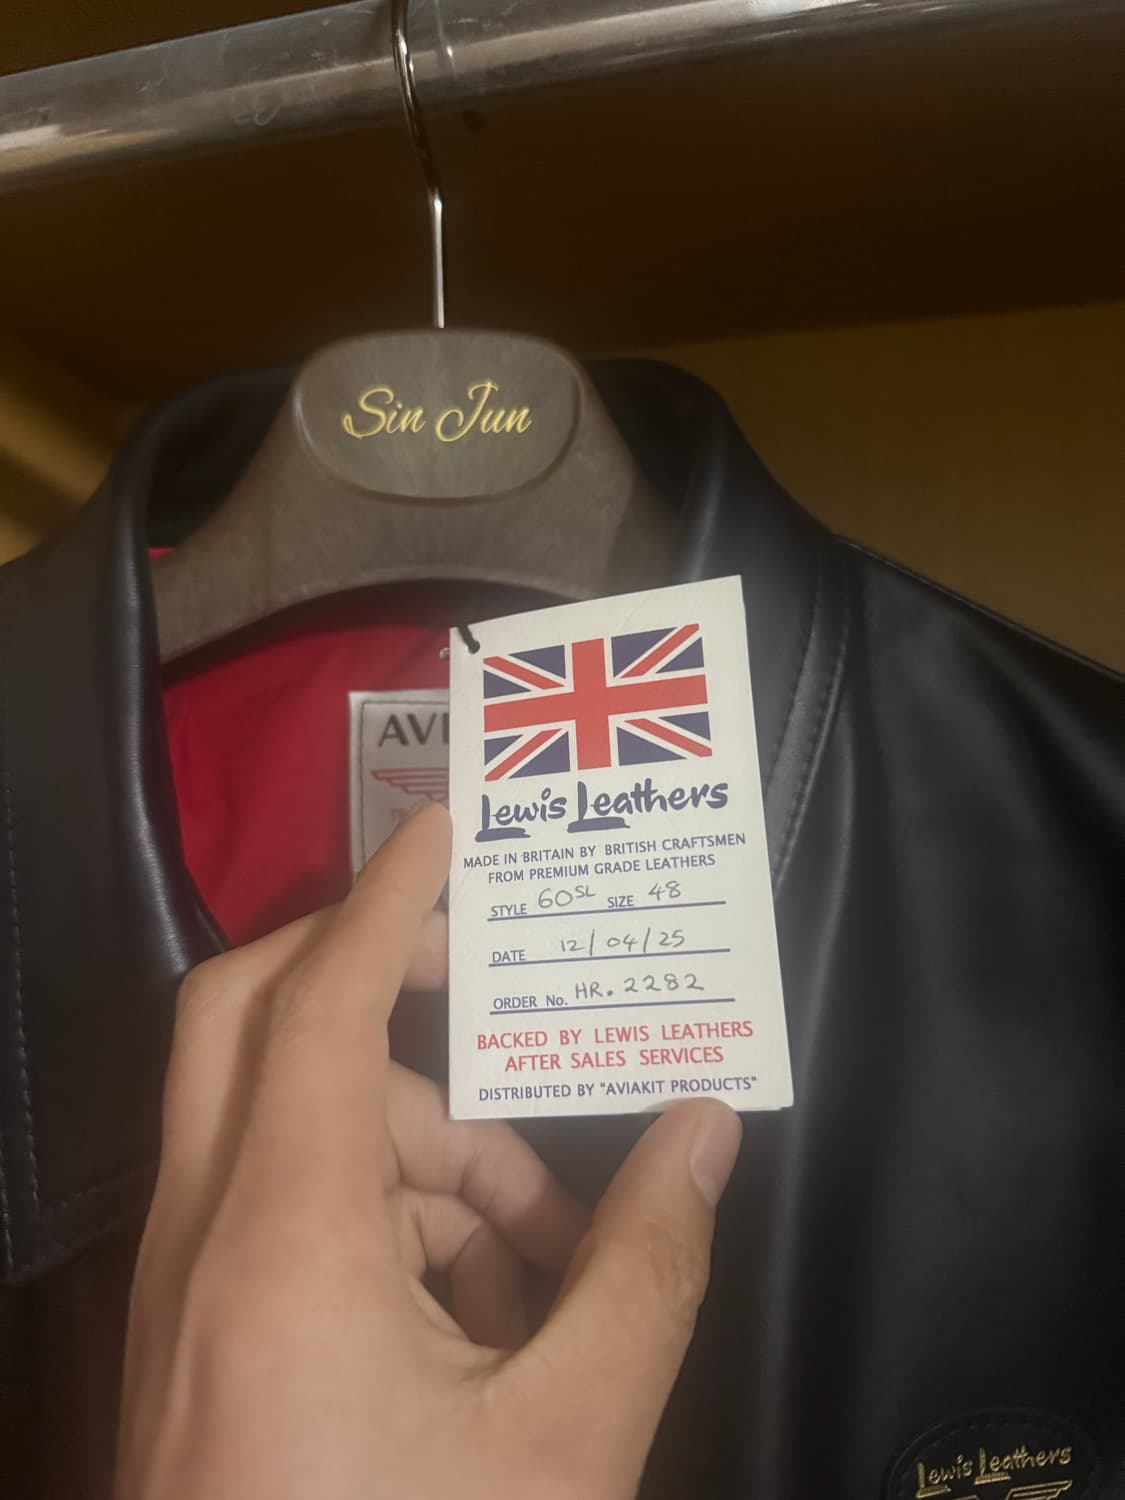 Sin Jun
AVI
Lewis Leathers
MADE IN BRITAIN BY BRITISH CRAFTSMEN
FROM PREMIUM GRADE LEATHERS
STYLE 60SL SIZE 48
DATE 12/04/25
ORDER No. HR. 2282
BACKED BY LEWIS LEATHERS
AFTER SALES SERVICES
DISTRIBUTED BY "AVIAKIT PRODUCTS"
Lewis Leathers